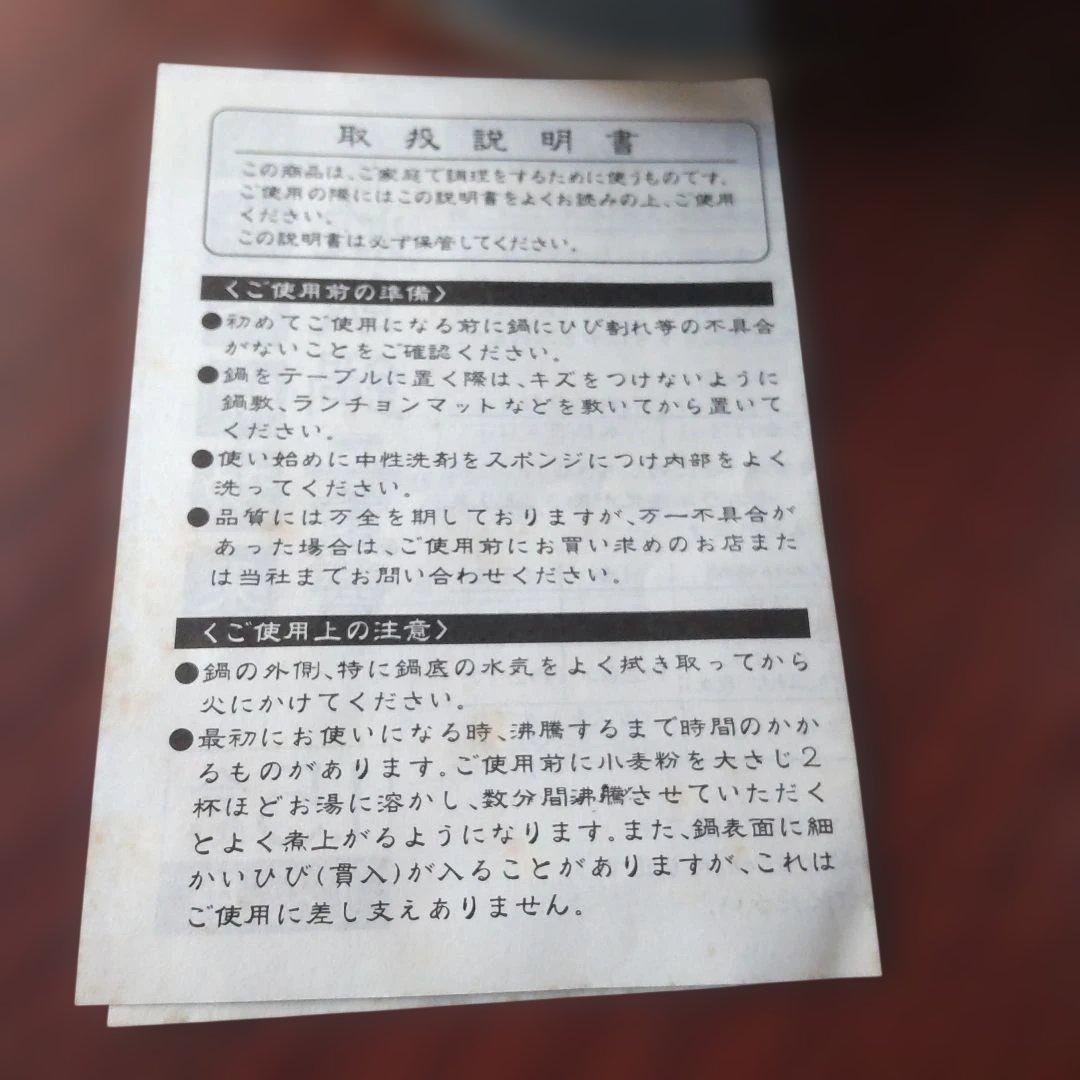 取扱説明書
この商品は、ご家庭で調理をするために使うものです。
ご使用の際にはこの説明書をよくお読みの上、ご使用
ください。
この説明書は必ず保管してください。
〈ご使用前の準備〉
●初めてご使用になる前に鍋にひび割れ等の不具合
がないことをご確認ください。
●鍋をテーブルに置く際は、キズをつけないように
鍋敷、ランチョンマットなどを敷いてから置いて
ください。
●使い始めに中性洗剤をスポンジにつけ内部をよく
洗ってください。
●品質には万全を期しておりますが、万一不具合が
あった場合は、ご使用前にお買い求めのお店また
は当社までお問い合わせください。
〈ご使用上の注意〉
●鍋の外側、特に鍋底の水気をよく拭き取ってから
火にかけてください。
●最初にお使いになる時、沸騰するまで時間のかか
るものがあります。ご使用前に小麦粉を大さじ2
杯ほどお湯に溶かし、数分間沸騰させていただく
とよく煮上がるようになります。また、鍋表面に細
かいひび(貫入)が入ることがありますが、これは
ご使用に差し支えありません。